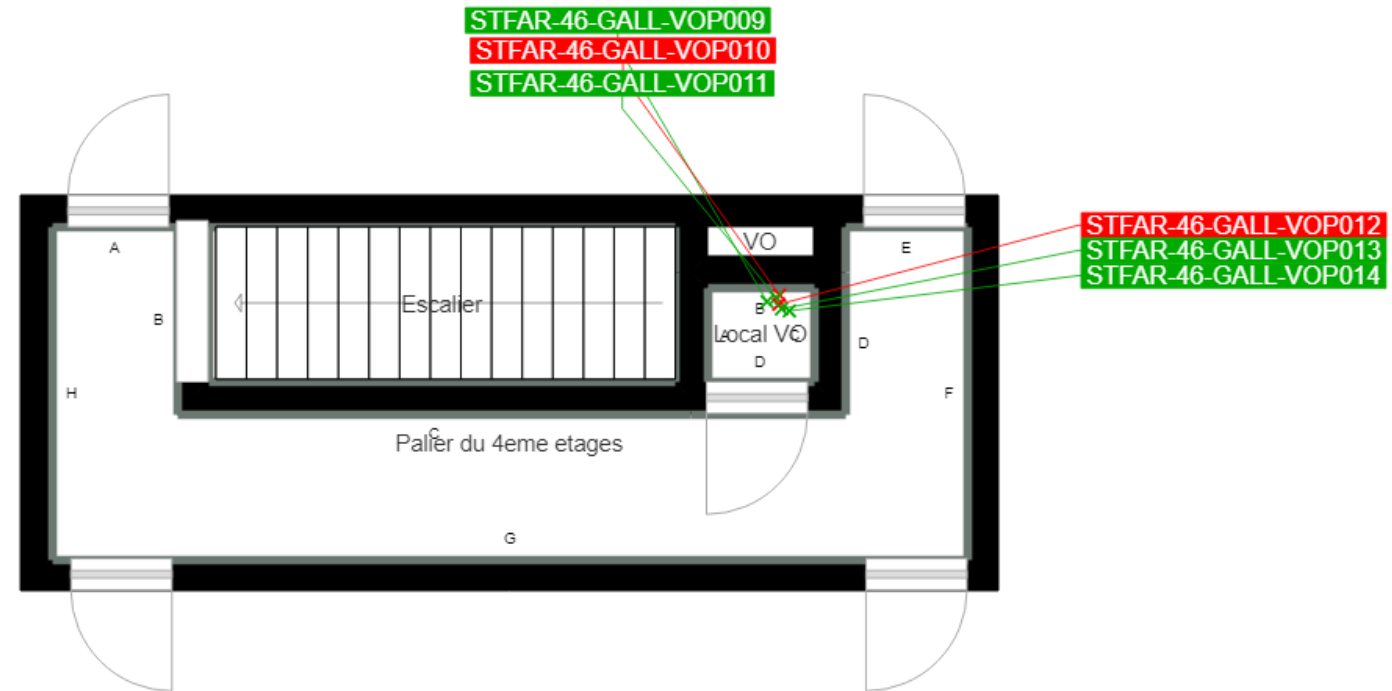 STFAR-46-GALL-VOP009
STFAR-46-GALL-VOP010
STFAR-46-GALL-VOP011
STFAR-46-GALL-VOP012
STFAR-46-GALL-VOP013
STFAR-46-GALL-VOP014
VO
A
E
B
Escalier
B
Local VO
A
C
D
D
H
F
C
Palier du 4eme etages
G